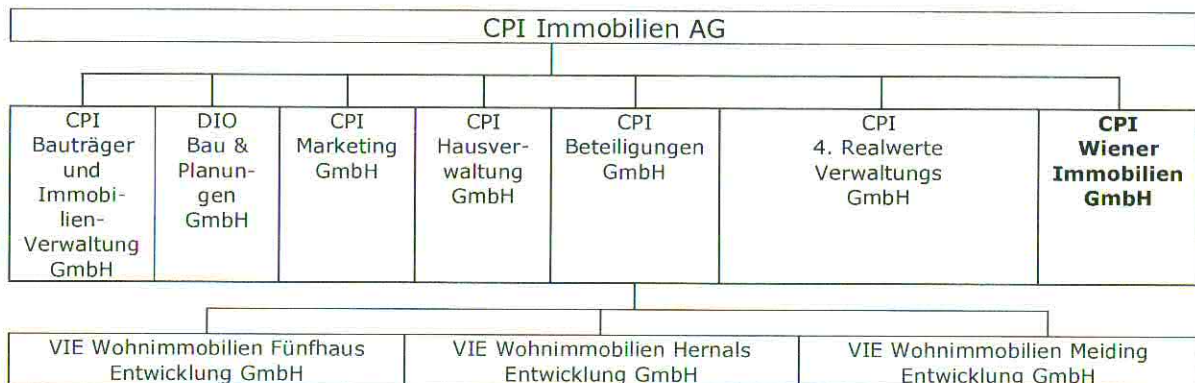 CPI Immobilien AG
CPI
Bauträger
und
Immobi-
lien-
Verwaltung
GmbH
DIO
Bau &
Planun-
gen
GmbH
CPI
Marketing
GmbH
CPI
Hausver-
waltung
GmbH
CPI
Beteiligungen
GmbH
CPI
4. Realwerte
Verwaltungs
GmbH
CPI
Wiener
Immobilien
GmbH
VIE Wohnimmobilien Fünfhaus
Entwicklung GmbH
VIE Wohnimmobilien Hernals
Entwicklung GmbH
VIE Wohnimmobilien Meiding
Entwicklung GmbH